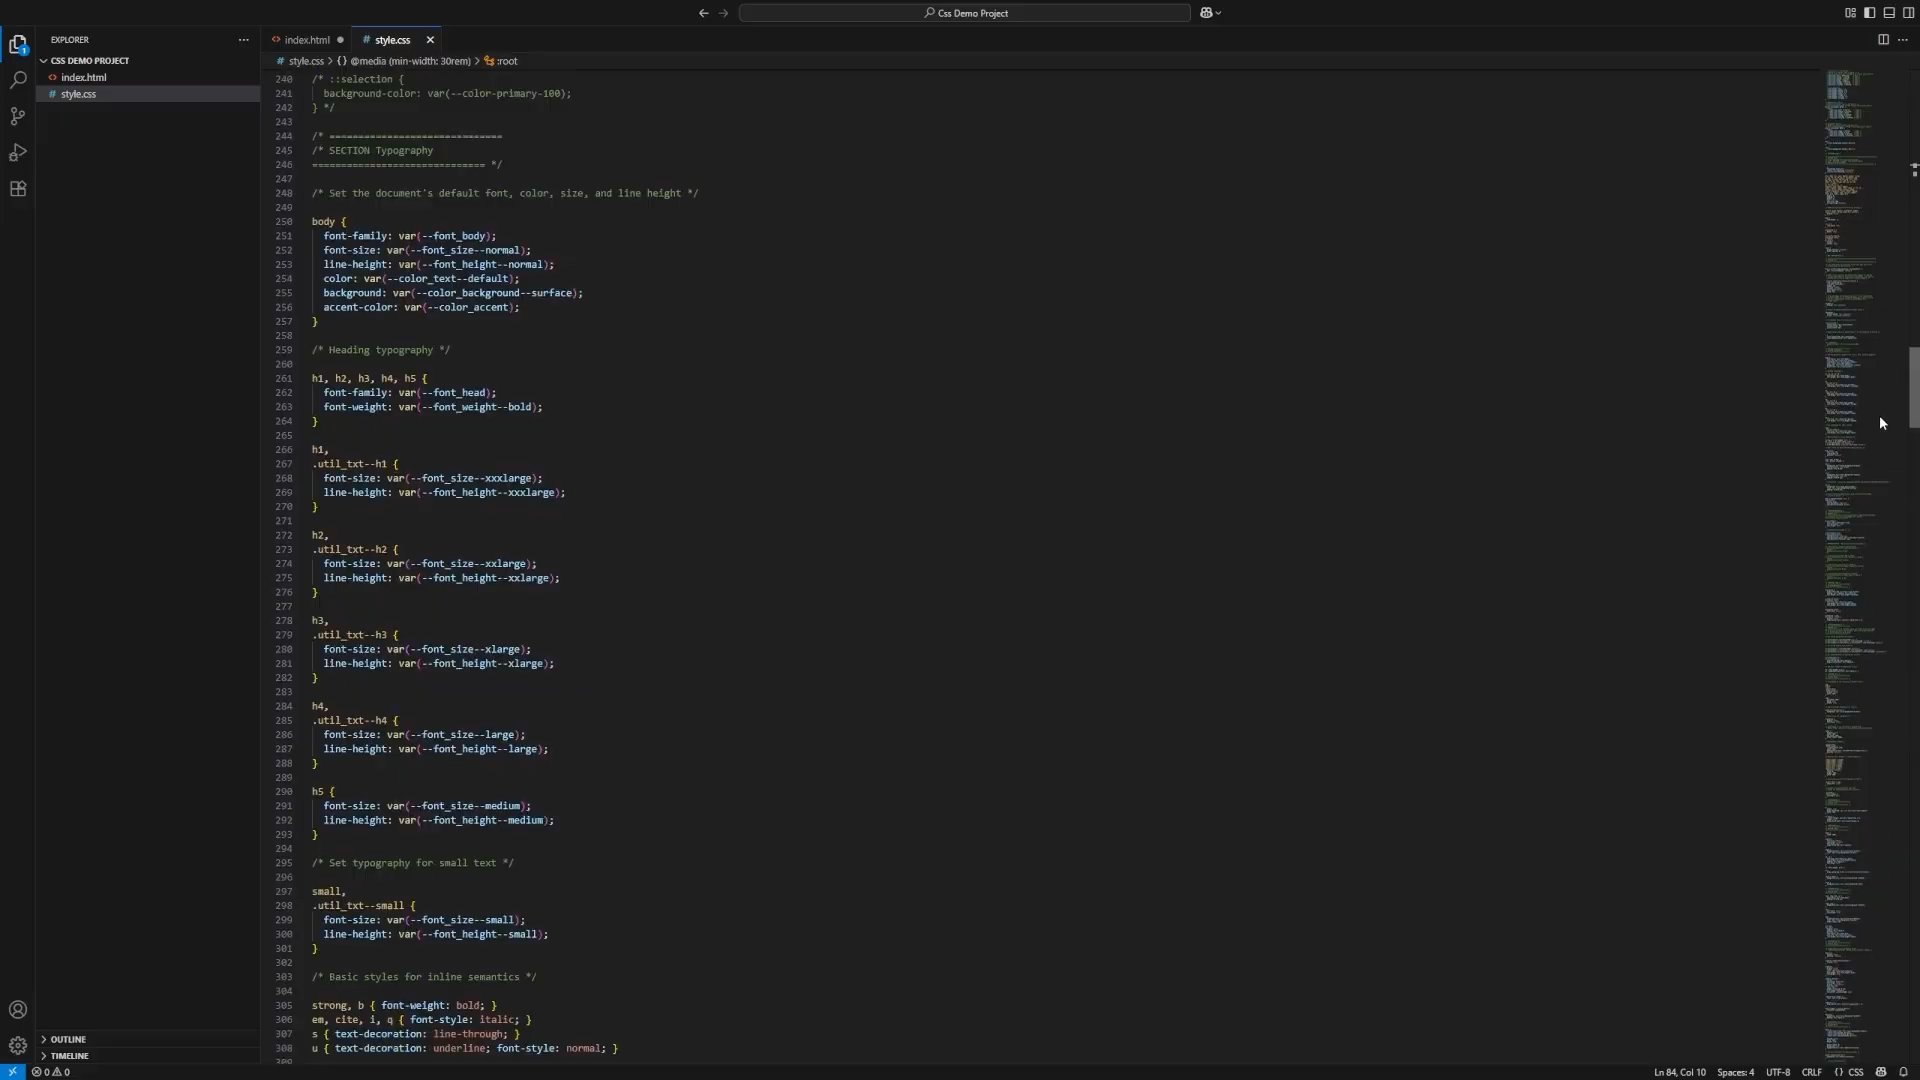 Css Demo Project
EXPLORER
CSS DEMO PROJECT
index.html
style.css
OUTLINE
TIMELINE
index.html
style.css
style.css > {} @media (min-width: 30rem) > :root
240 /* ::selection {
241 background-color: var(--color-primary-100);
242 } */
243
244 /* ==============================
245 /* SECTION Typography
246 ============================== */
247
248 /* Set the document's default font, color, size, and line height */
249
250 body {
251 font-family: var(--font_body);
252 font-size: var(--font_size--normal);
253 line-height: var(--font_height--normal);
254 color: var(--color_text--default);
255 background: var(--color_background--surface);
256 accent-color: var(--color_accent);
257 }
258
259 /* Heading typography */
260
261 h1, h2, h3, h4, h5 {
262 font-family: var(--font_head);
263 font-weight: var(--font_weight--bold);
264 }
265
266 h1,
267 .util_txt--h1 {
268 font-size: var(--font_size--xxxlarge);
269 line-height: var(--font_height--xxxlarge);
270 }
271
272 h2,
273 .util_txt--h2 {
274 font-size: var(--font_size--xxlarge);
275 line-height: var(--font_height--xxlarge);
276 }
277
278 h3,
279 .util_txt--h3 {
280 font-size: var(--font_size--xlarge);
281 line-height: var(--font_height--xlarge);
282 }
283
284 h4,
285 .util_txt--h4 {
286 font-size: var(--font_size--large);
287 line-height: var(--font_height--large);
288 }
289
290 h5 {
291 font-size: var(--font_size--medium);
292 line-height: var(--font_height--medium);
293 }
294
295 /* Set typography for small text */
296
297 small,
298 .util_txt--small {
299 font-size: var(--font_size--small);
300 line-height: var(--font_height--small);
301 }
302
303 /* Basic styles for inline semantics */
304
305 strong, b { font-weight: bold; }
306 em, cite, i, q { font-style: italic; }
307 s { text-decoration: line-through; }
308 u { text-decoration: underline; font-style: normal; }
0 0
Ln 84, Col 10
Spaces: 4
UTF-8
CRLF
{} CSS